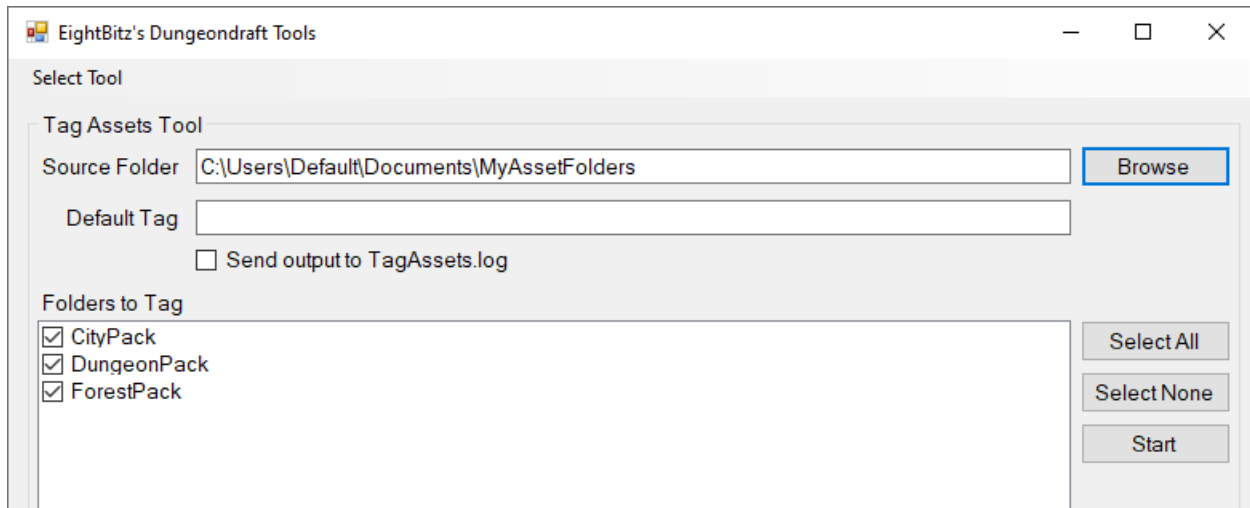 EightBitz's Dungeondraft Tools
Select Tool
Tag Assets Tool
Source Folder C:\Users\Default\Documents\MyAssetFolders Browse
Default Tag
Send output to TagAssets.log
Folders to Tag
CityPack
DungeonPack
ForestPack
Select All
Select None
Start